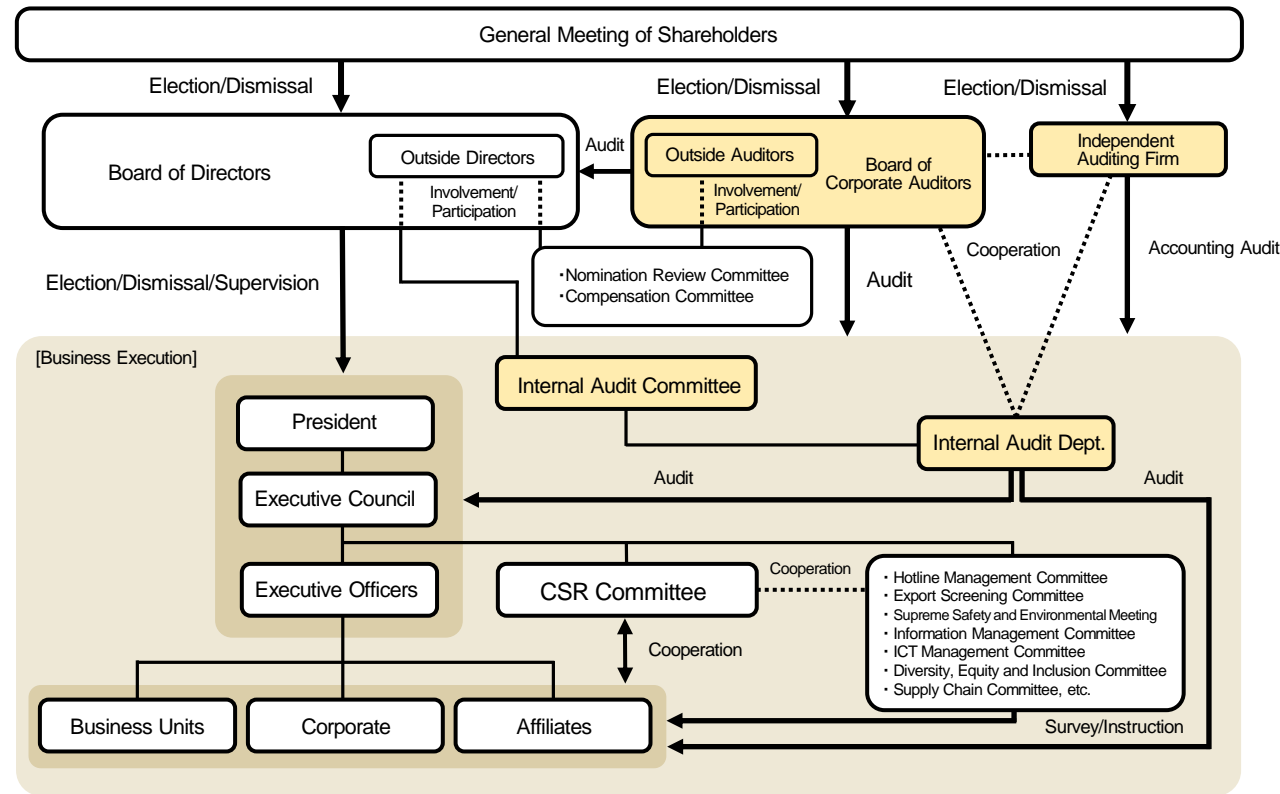 General Meeting of Shareholders
Election/Dismissal
Election/Dismissal
Election/Dismissal
Board of Directors
Outside Directors
Involvement/
Participation
Audit
Outside Auditors
Involvement/
Participation
Board of
Corporate Auditors
Independent
Auditing Firm
Election/Dismissal/Supervision
・Nomination Review Committee
・Compensation Committee
Audit
Cooperation
Accounting Audit
[Business Execution]
Internal Audit Committee
President
Internal Audit Dept.
Executive Council
Audit
Audit
Executive Officers
CSR Committee
Cooperation
・Hotline Management Committee
・Export Screening Committee
・Supreme Safety and Environmental Meeting
・Information Management Committee
・ICT Management Committee
・Diversity, Equity and Inclusion Committee
・Supply Chain Committee, etc.
Cooperation
Business Units
Corporate
Affiliates
Survey/Instruction